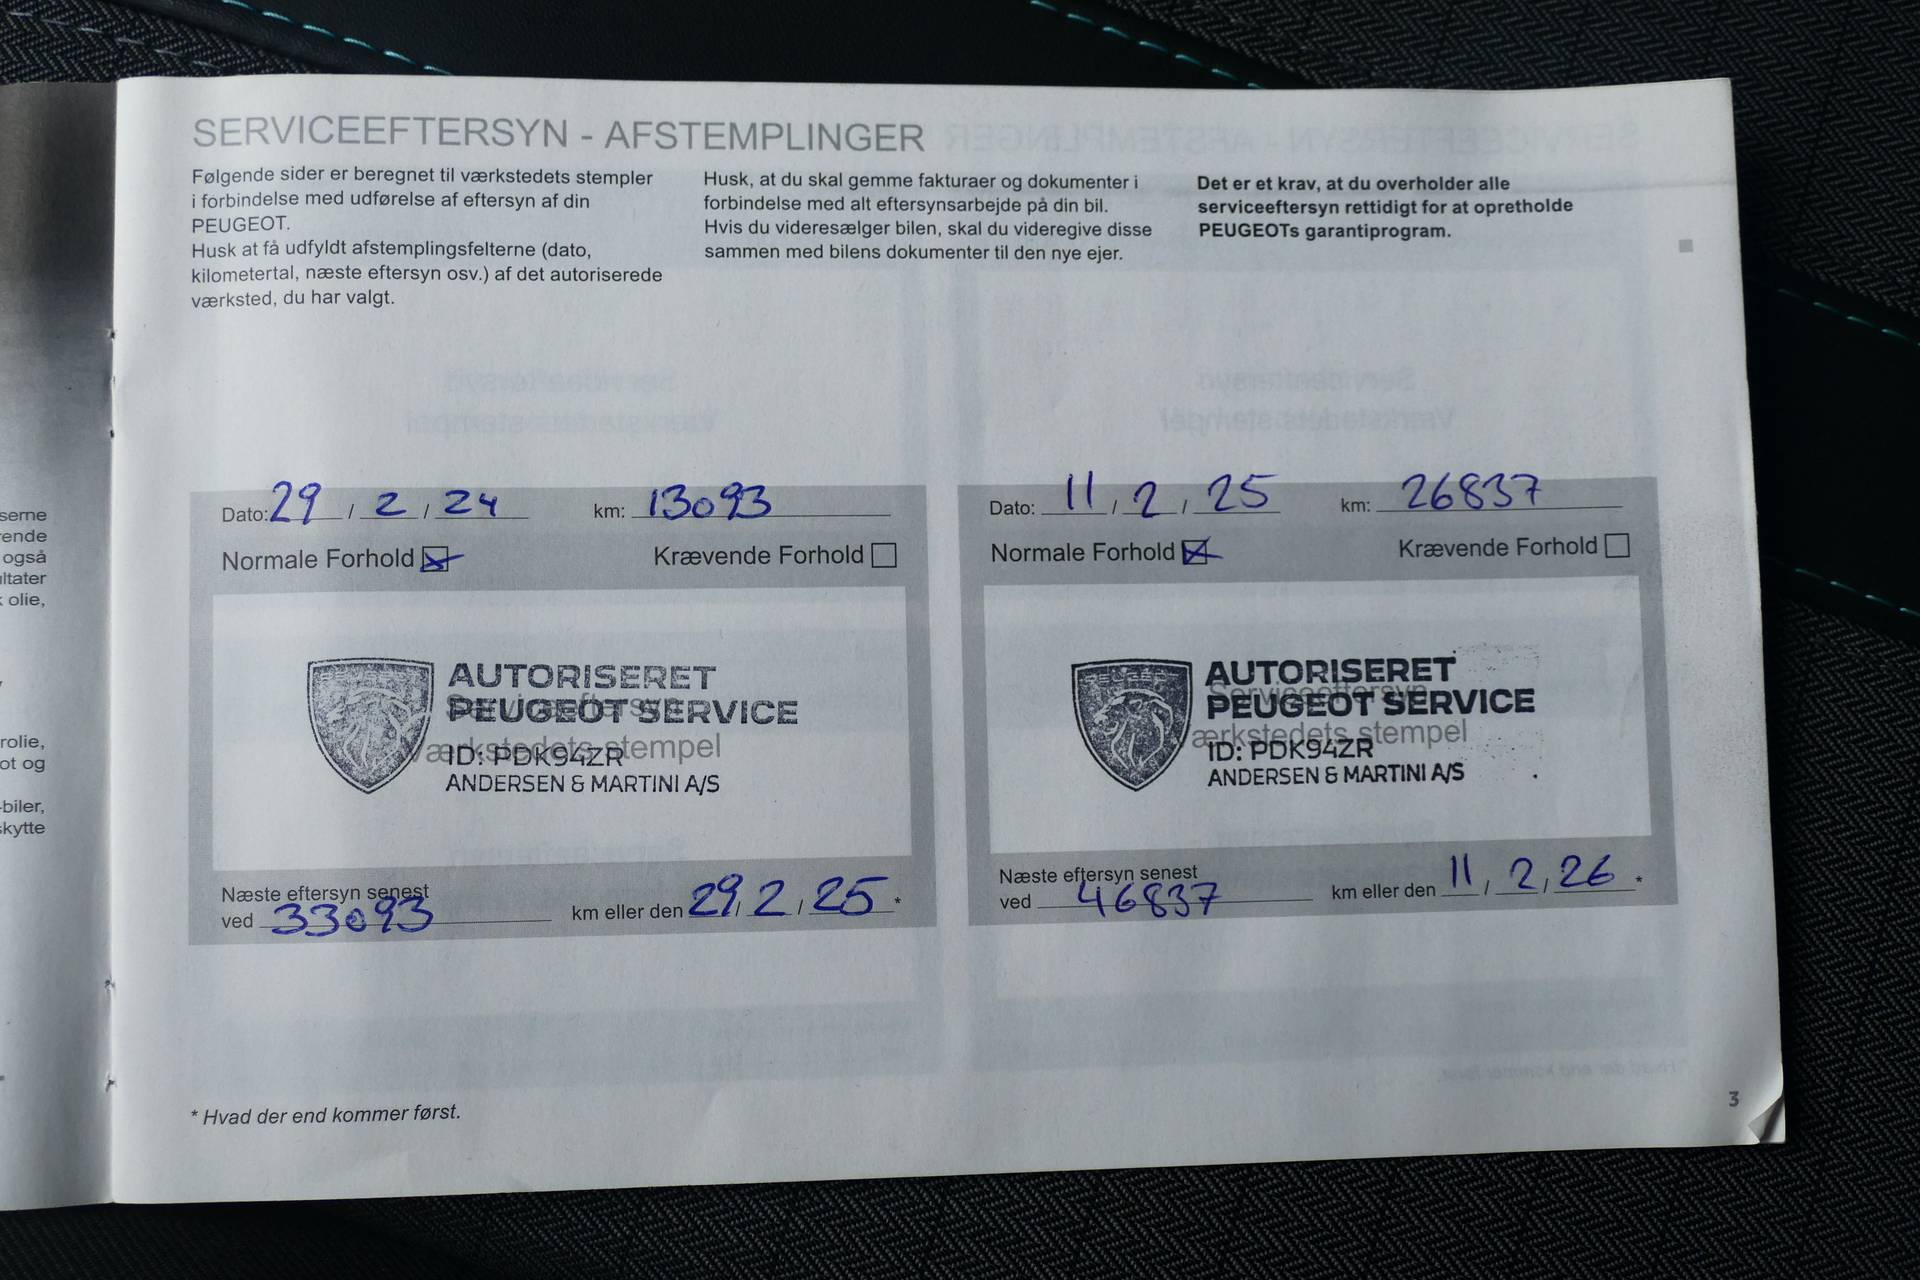 SERVICEEFTERSYN - AFSTEMPLINGER
Følgende sider er beregnet til værkstedets stempler
i forbindelse med udførelse af eftersyn af din
PEUGEOT.
Husk at få udfyldt afstemplingsfelterne (dato,
kilometertal, næste eftersyn osv.) af det autoriserede
værksted, du har valgt.
Husk, at du skal gemme fakturaer og dokumenter i
forbindelse med alt eftersynsarbejde på din bil.
Hvis du videresælger bilen, skal du videregive disse
sammen med bilens dokumenter til den nye ejer.
Det er et krav, at du overholder alle
serviceeftersyn rettidigt for at opretholde
PEUGEOTs garantiprogram.
Dato: 29 / 2 / 24 km: 13093
Normale Forhold Krævende Forhold
AUTORISERET
Serviceeftersyn
PEUGEOT SERVICE
Værkstedets stempel
ID: PDK94ZR
ANDERSEN & MARTINI A/S
Næste eftersyn senest
ved 33093 km eller den 29 / 2 / 25 *
Dato: 11 / 2 / 25 km: 26837
Normale Forhold Krævende Forhold
AUTORISERET
Serviceeftersyn
PEUGEOT SERVICE
Værkstedets stempel
ID: PDK94ZR
ANDERSEN & MARTINI A/S
Næste eftersyn senest
ved 46837 km eller den 11 / 2 / 26 *
* Hvad der end kommer først.
3
også
olie,